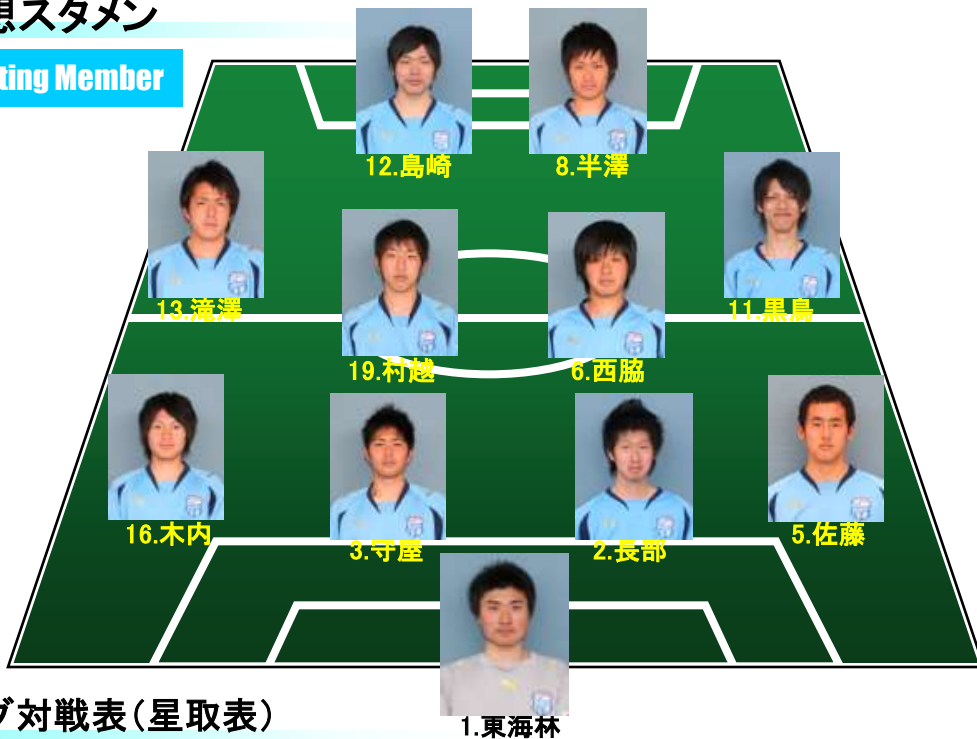 想スタメン
ting Member
12.島崎
8.半澤
13.滝澤
11.黒鳥
19.村越
6.西脇
16.木内
3.守屋
2.長部
5.佐藤
1.東海林
グ対戦表（星取表）